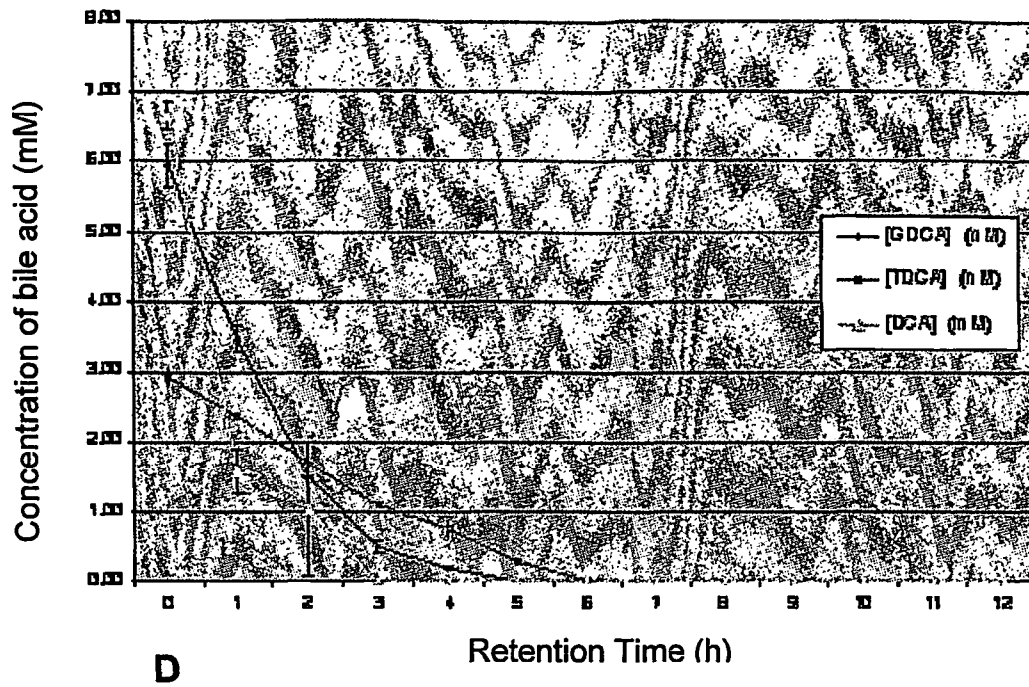 8,00
7,00
6,00
5,00
4,00
3,00
2,00
1,00
0,00
Concentration of bile acid (mM)
[GDCA] (mM)
[TDCA] (mM)
[DCA] (mM)
0 1 2 3 4 5 6 7 8 9 10 11 12
Retention Time (h)
D